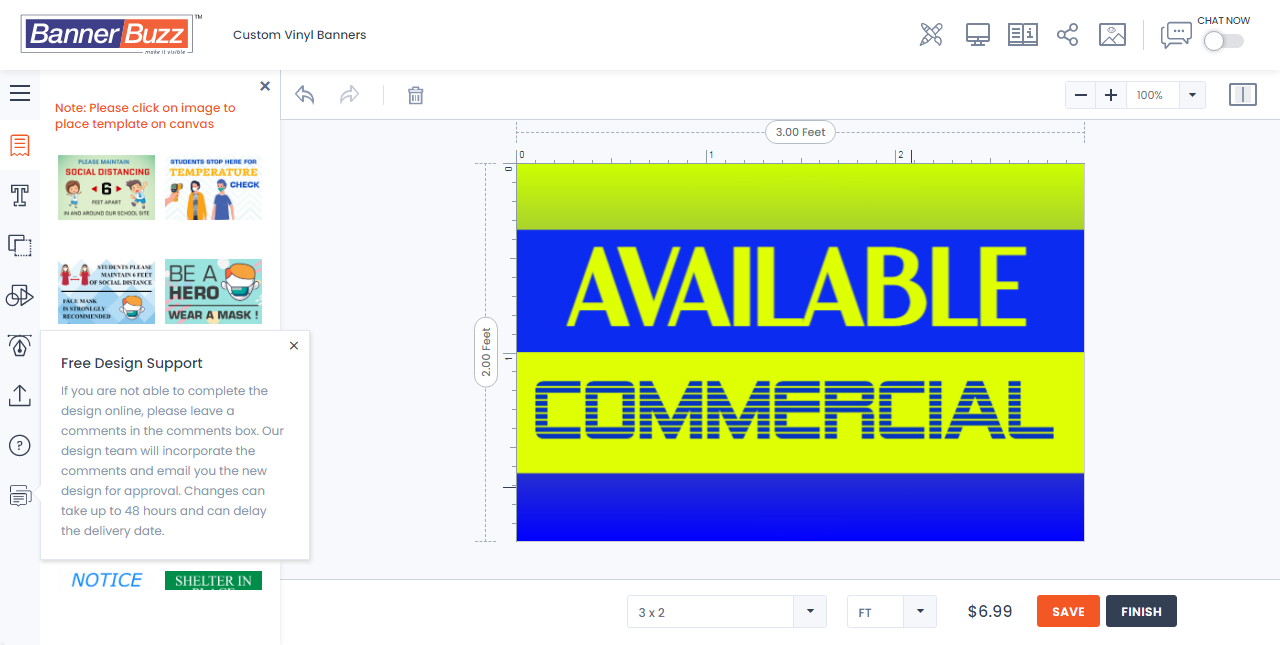 BannerBuzz™
make it visible
Custom Vinyl Banners
CHAT NOW
Note: Please click on image to
place template on canvas
100%
3.00 Feet
0 1 2
0
1
2.00 Feet
PLEASE MAINTAIN
SOCIAL DISTANCING
6
FEET APART
IN AND AROUND OUR SCHOOL SITE
STUDENTS STOP HERE FOR
TEMPERATURE
CHECK
STUDENTS PLEASE
MAINTAIN 6 FEET
OF SOCIAL DISTANCE
FACE MASK
IS STRONLGLY
RECOMMENDED
BE A
HERO
WEAR A MASK !
AVAILABLE
COMMERCIAL
Free Design Support
If you are not able to complete the
design online, please leave a
comments in the comments box. Our
design team will incorporate the
comments and email you the new
design for approval. Changes can
take up to 48 hours and can delay
the delivery date.
NOTICE
SHELTER IN
PLACE
3 x 2
FT
$6.99
SAVE
FINISH